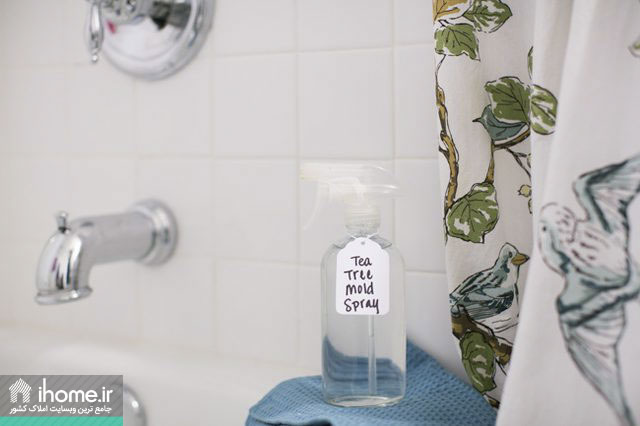 Tea
Tree
mold
Spray
ihome.ir
جامع ترین وبسایت املاک کشور